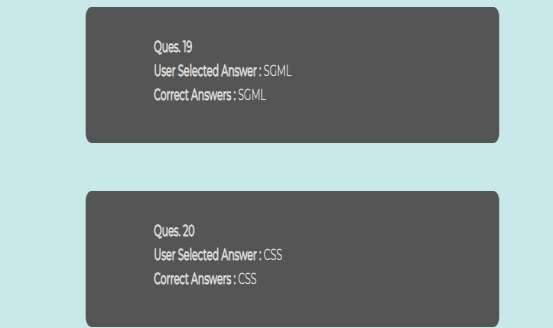 Ques. 19
User Selected Answer : SGML
Correct Answers : SGML
Ques. 20
User Selected Answer : CSS
Correct Answers : CSS